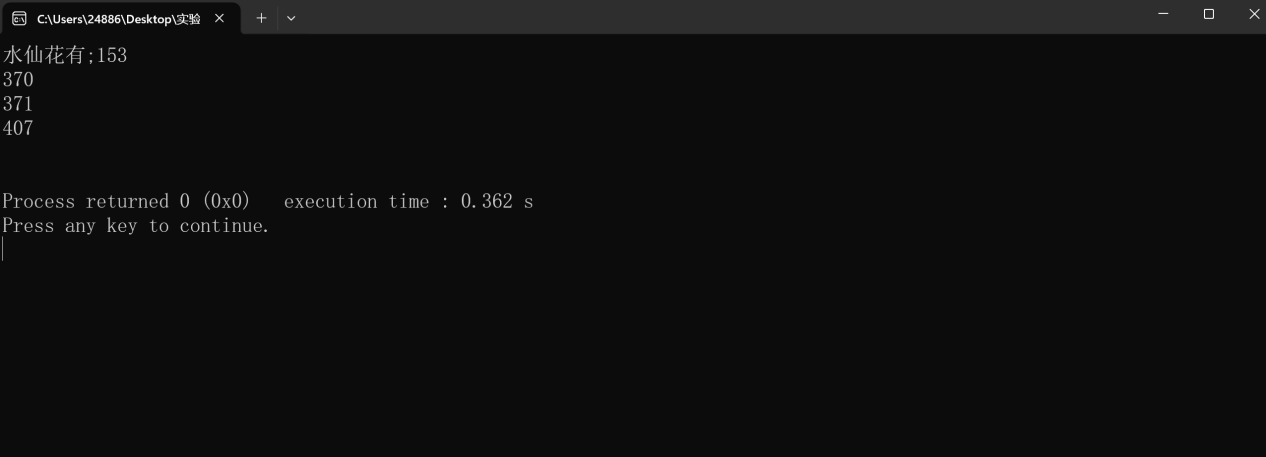 C:\Users\24886\Desktop\实验
水仙花有;153
370
371
407
Process returned 0 (0x0)   execution time : 0.362 s
Press any key to continue.